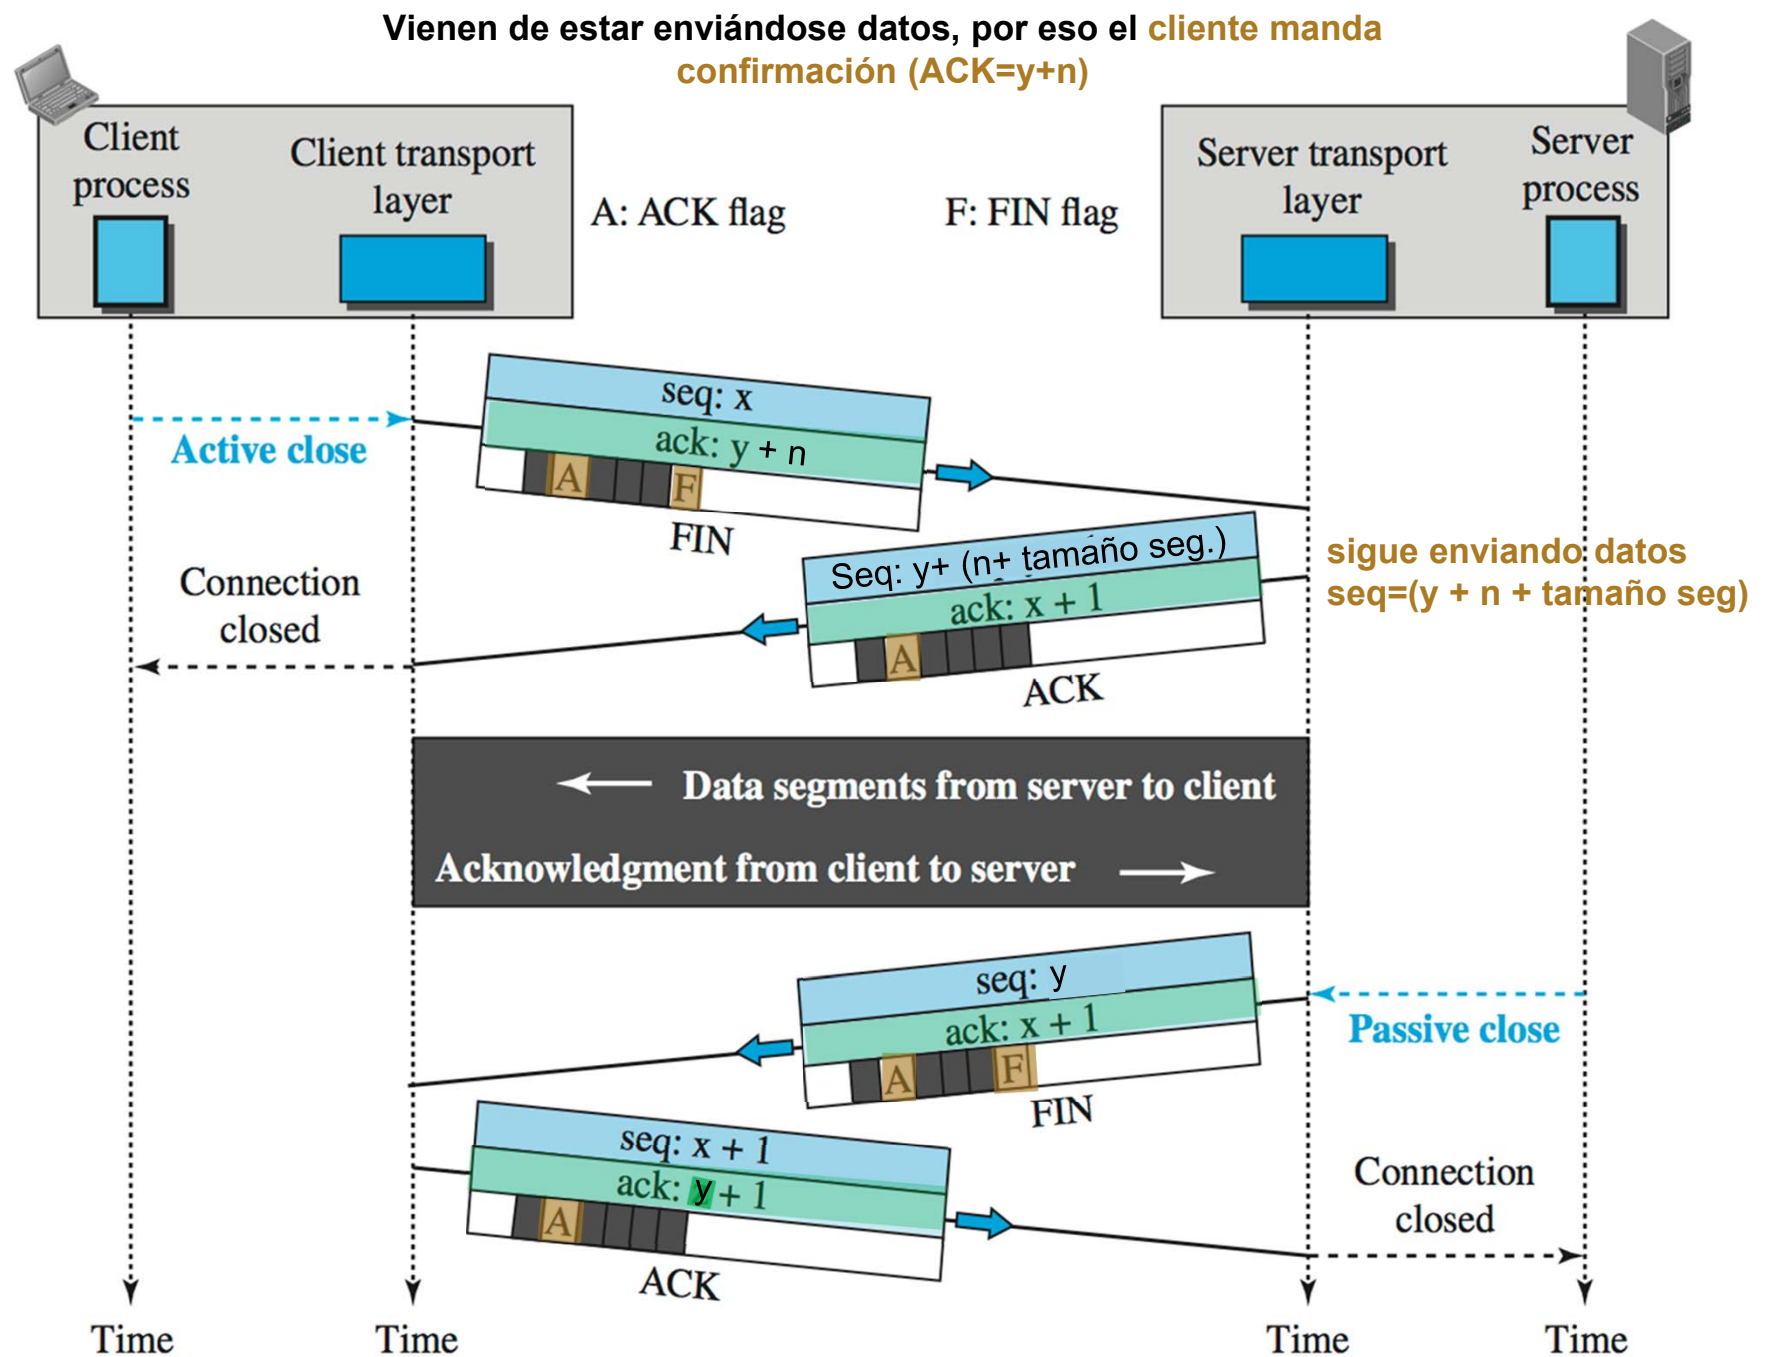 Vienen de estar enviándose datos, por eso el cliente manda
confirmación (ACK=y+n)
Client
process
Client transport
layer
A: ACK flag
F: FIN flag
Server transport
layer
Server
process
seq: x
ack: y + n
A
F
FIN
Active close
Seq: y+ (n+ tamaño seg.)
ack: x + 1
A
ACK
sigue enviando datos
seq=(y + n + tamaño seg)
Connection
closed
Data segments from server to client
Acknowledgment from client to server
seq: y
ack: x + 1
A
F
FIN
Passive close
seq: x + 1
ack: y + 1
A
ACK
Connection
closed
Time
Time
Time
Time